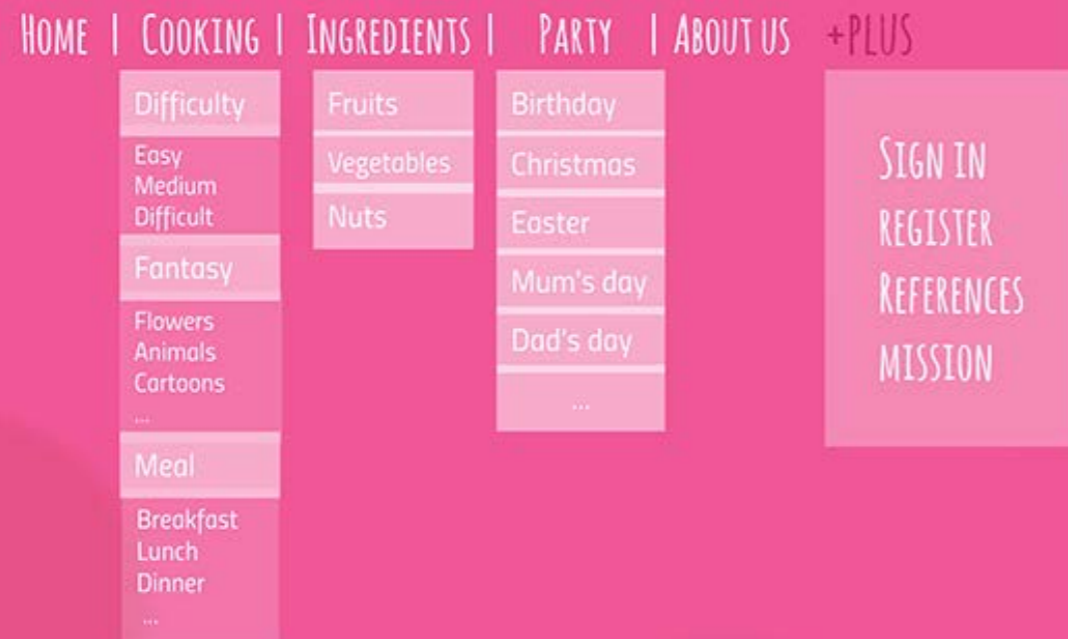 Home | Cooking | Ingredients | Party | About us +plus
Difficulty
Easy
Medium
Difficult
Fantasy
Flowers
Animals
Cartoons
...
Meal
Breakfast
Lunch
Dinner
...
Fruits
Vegetables
Nuts
Birthday
Christmas
Easter
Mum's day
Dad's day
...
Sign in
register
References
mission